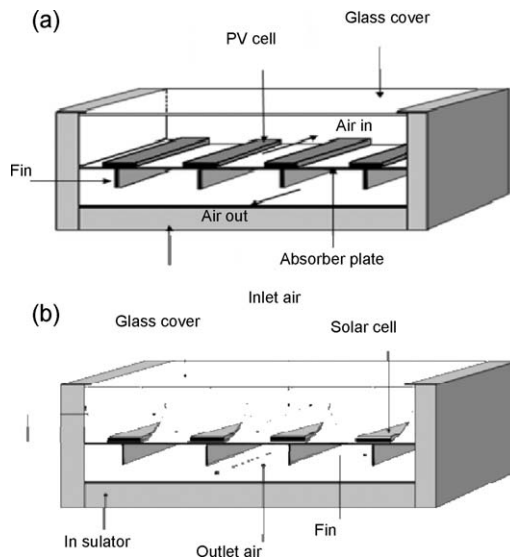 (a)
Glass cover
PV cell
Air in
Fin
Air out
Absorber plate
Inlet air
(b)
Glass cover
Solar cell
Fin
In sulator
Outlet air